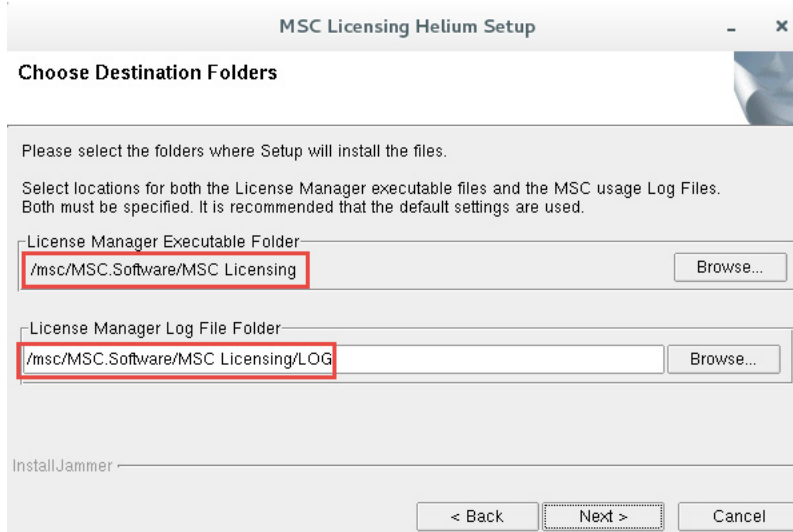 MSC Licensing Helium Setup
Choose Destination Folders
Please select the folders where Setup will install the files.
Select locations for both the License Manager executable files and the MSC usage Log Files.
Both must be specified. It is recommended that the default settings are used.
License Manager Executable Folder
/msc/MSC.Software/MSC Licensing
Browse...
License Manager Log File Folder
/msc/MSC.Software/MSC Licensing/LOG
Browse...
InstallJammer
< Back Next > Cancel